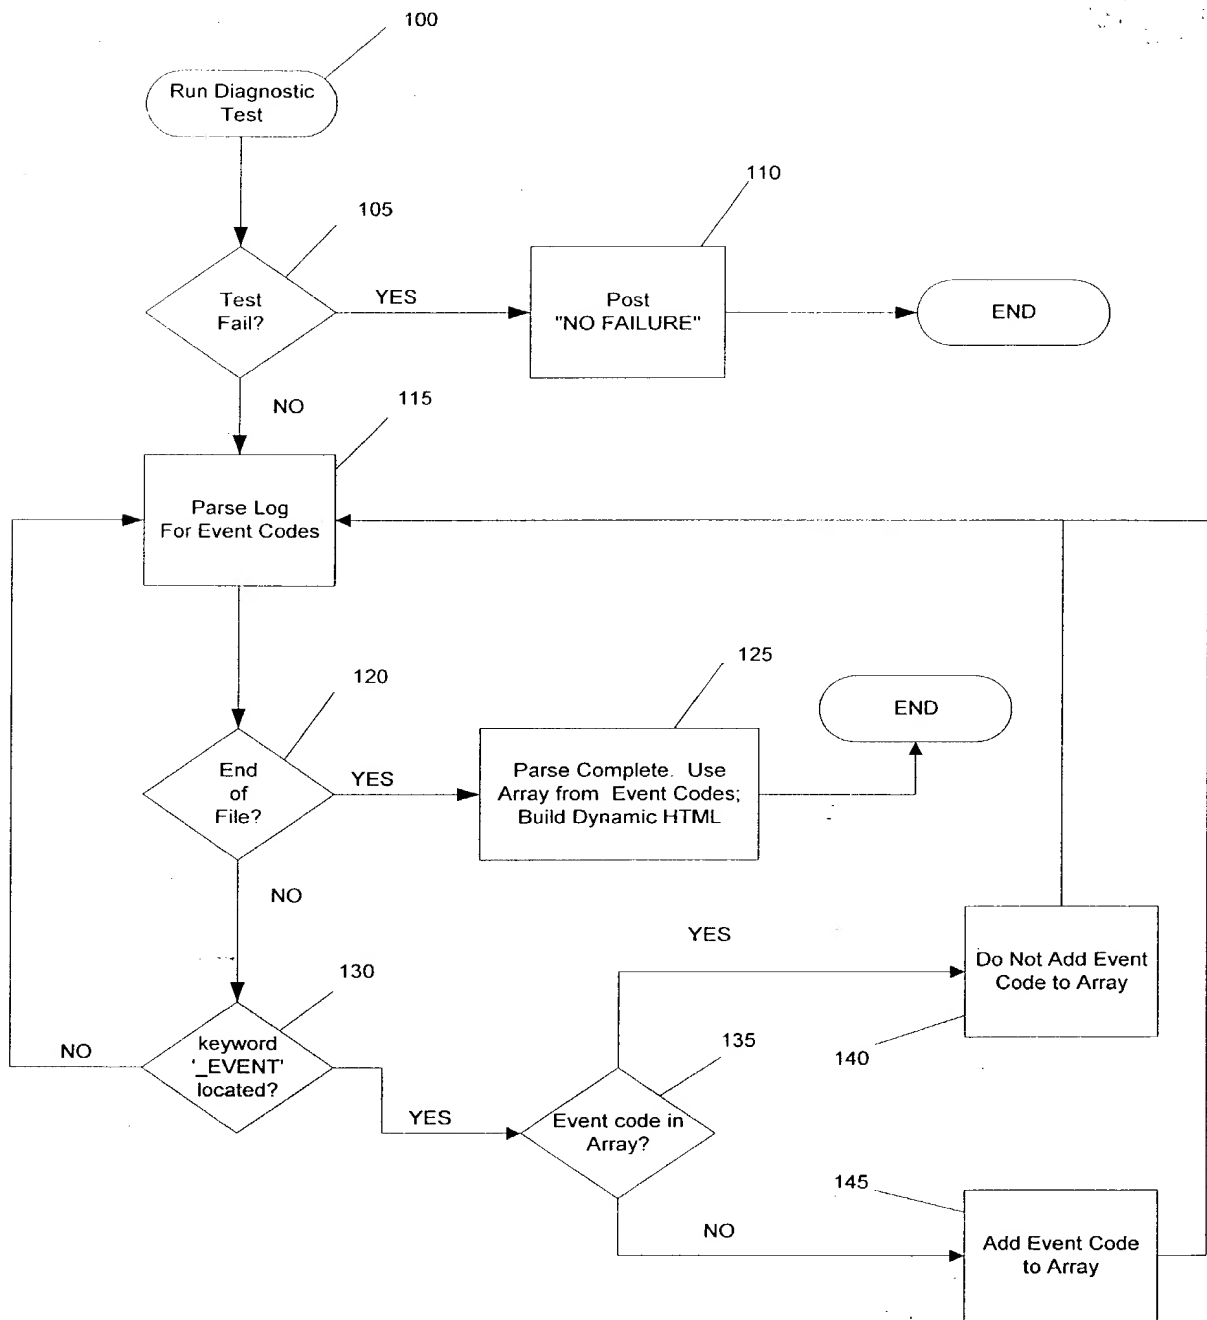 100
Run Diagnostic
Test
110
105
Test
Fail?
YES
Post
"NO FAILURE"
END
NO
115
Parse Log
For Event Codes
125
120
END
End
of
File?
YES
Parse Complete. Use
Array from Event Codes;
Build Dynamic HTML
NO
YES
Do Not Add Event
Code to Array
130
keyword
'_EVENT'
located?
NO
135
140
YES
Event code in
Array?
145
NO
Add Event Code
to Array